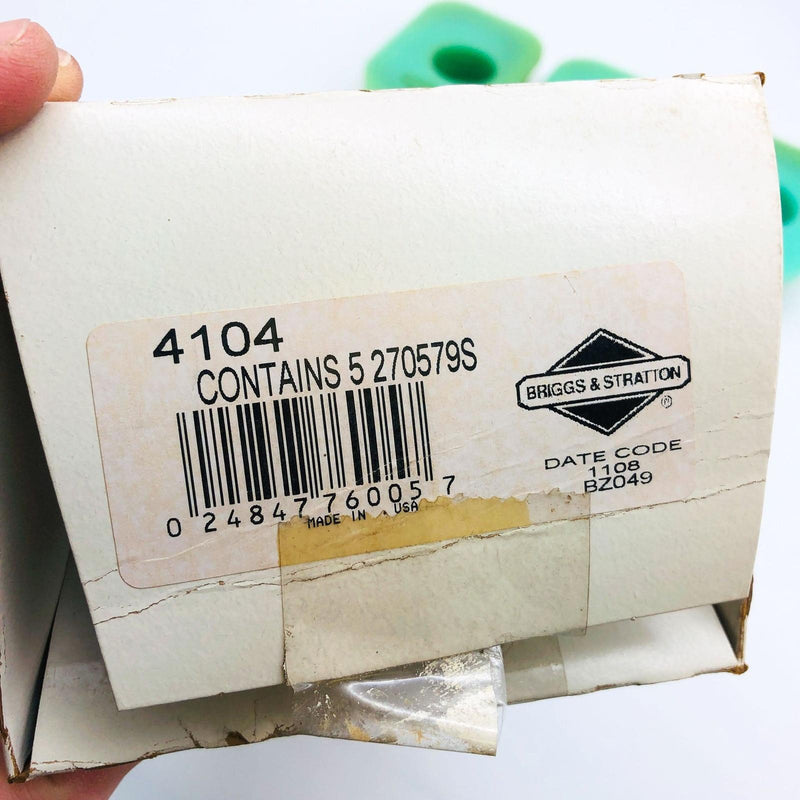 4104
CONTAINS 5 270579S
0 24847 76005 7
MADE IN USA
BRIGGS & STRATTON
®
DATE CODE
1108
BZ049